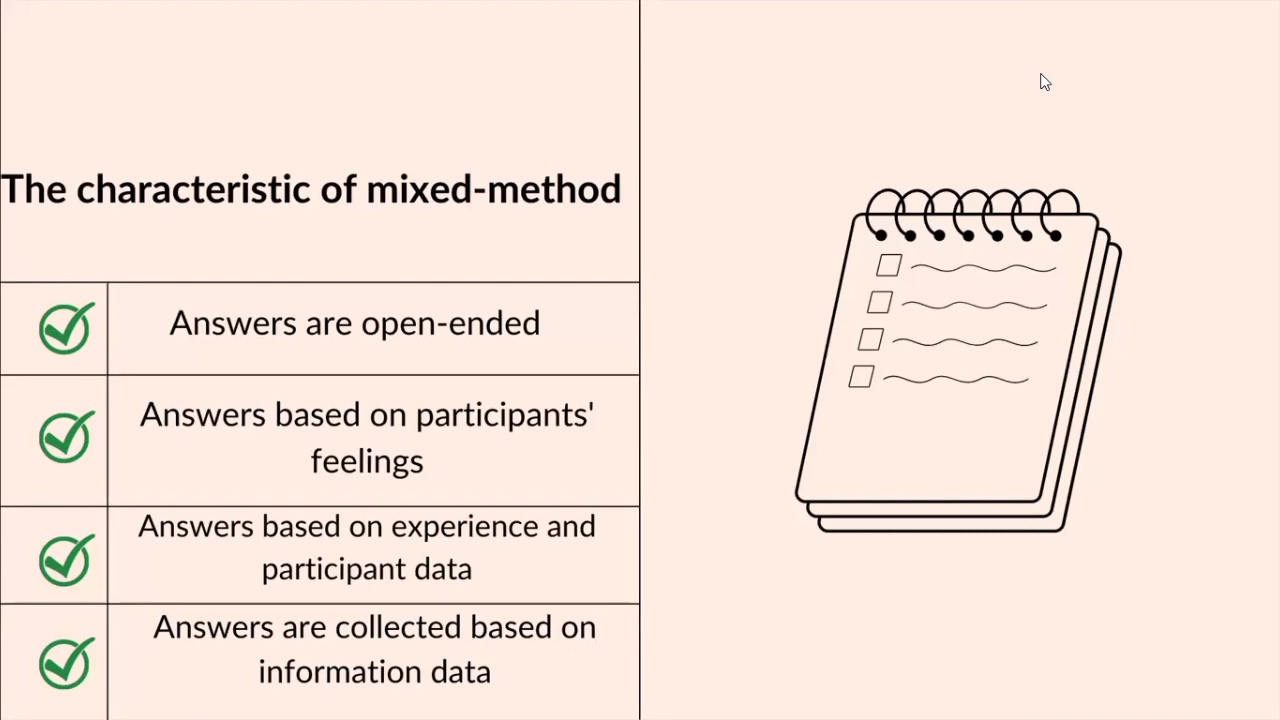 The characteristic of mixed-method
Answers are open-ended
Answers based on participants'
feelings
Answers based on experience and
participant data
Answers are collected based on
information data